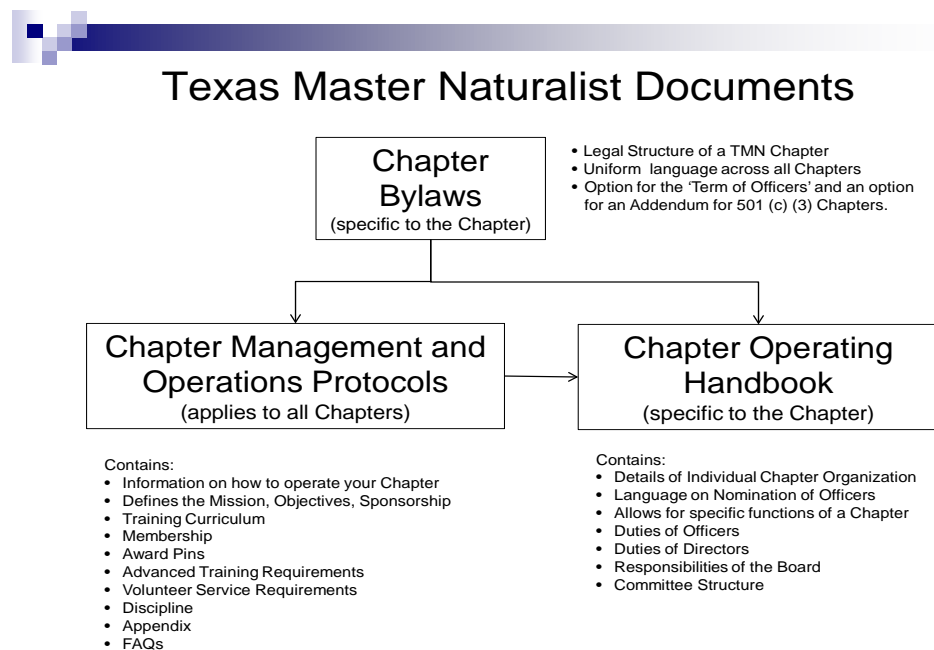 Texas Master Naturalist Documents
Chapter
Bylaws
(specific to the Chapter)
• Legal Structure of a TMN Chapter
• Uniform language across all Chapters
• Option for the ‘Term of Officers’ and an option
for an Addendum for 501 (c) (3) Chapters.
Chapter Management and
Operations Protocols
(applies to all Chapters)
Chapter Operating
Handbook
(specific to the Chapter)
Contains:
• Information on how to operate your Chapter
• Defines the Mission, Objectives, Sponsorship
• Training Curriculum
• Membership
• Award Pins
• Advanced Training Requirements
• Volunteer Service Requirements
• Discipline
• Appendix
• FAQs
Contains:
• Details of Individual Chapter Organization
• Language on Nomination of Officers
• Allows for specific functions of a Chapter
• Duties of Officers
• Duties of Directors
• Responsibilities of the Board
• Committee Structure